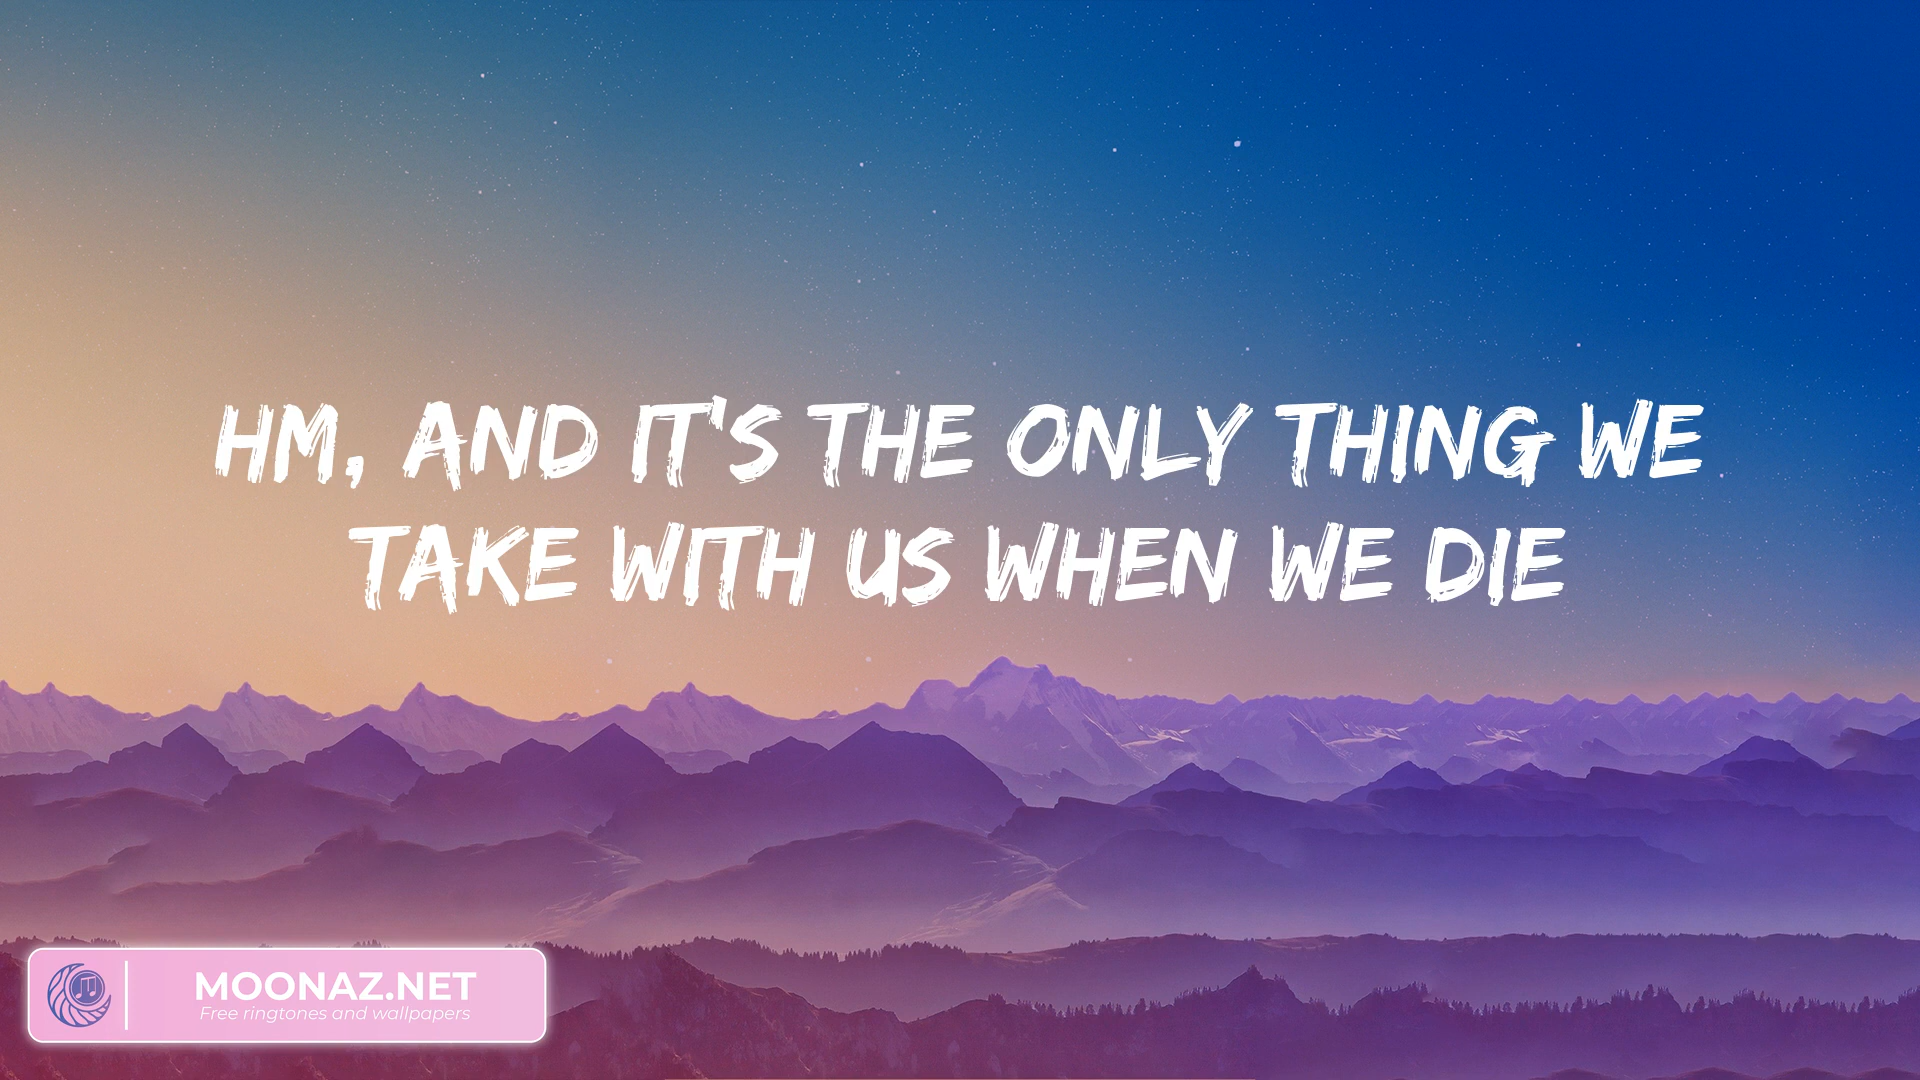 HM, AND IT'S THE ONLY THING WE
TAKE WITH US WHEN WE DIE
MOONAZ.NET
Free ringtones and wallpapers